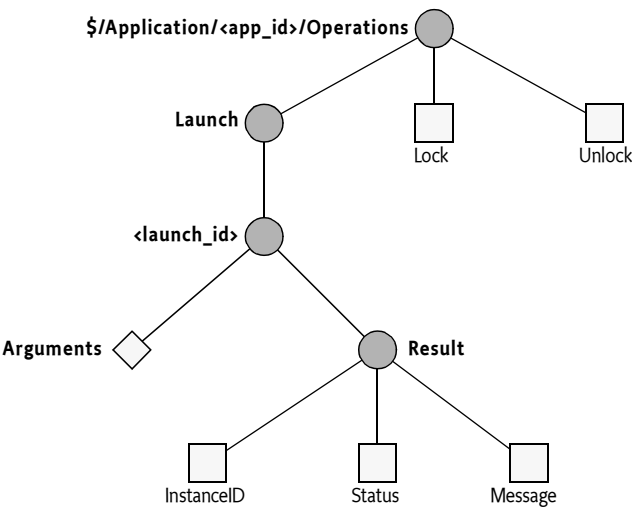 $/Application/<app_id>/Operations
Launch
Lock
Unlock
<launch_id>
Arguments
Result
InstanceID
Status
Message